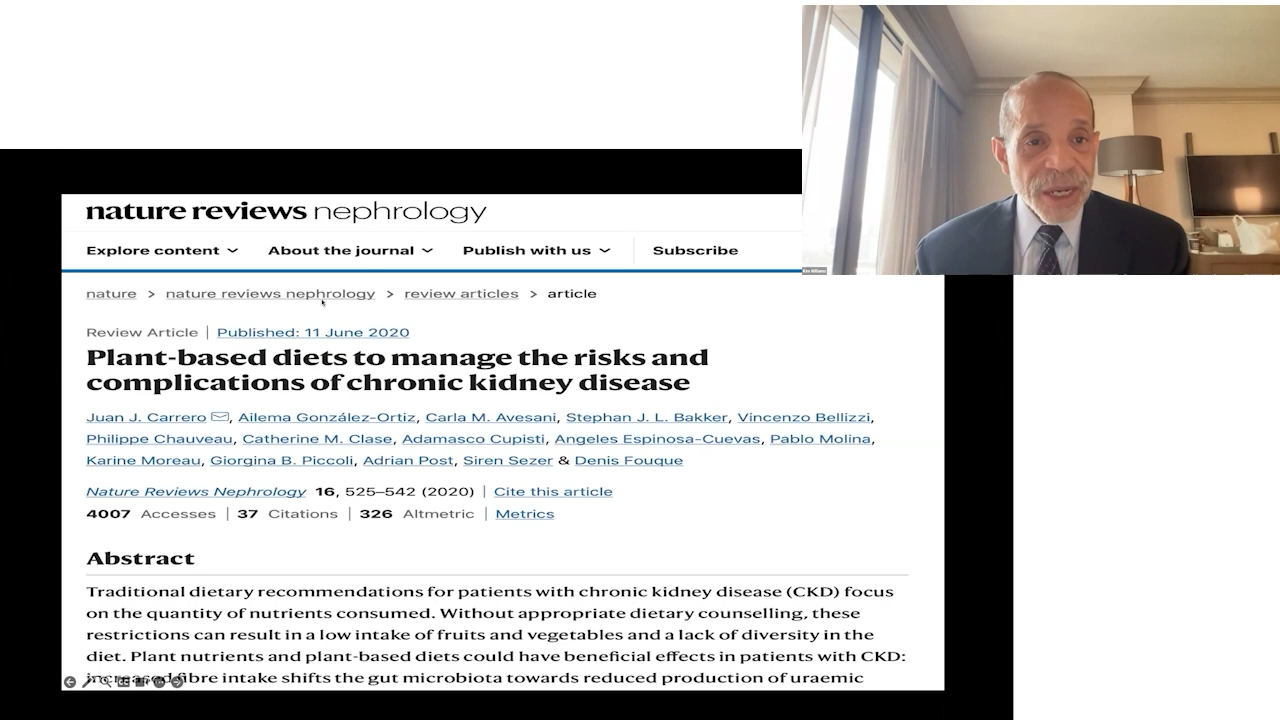 nature reviews nephrology
Explore content About the journal Publish with us Subscribe
nature > nature reviews nephrology > review articles > article
Review Article | Published: 11 June 2020
Plant-based diets to manage the risks and
complications of chronic kidney disease
Juan J. Carrero, Ailema González-Ortiz, Carla M. Avesani, Stephan J. L. Bakker, Vincenzo Bellizzi,
Philippe Chauveau, Catherine M. Clase, Adamasco Cupisti, Angeles Espinosa-Cuevas, Pablo Molina,
Karine Moreau, Giorgina B. Piccoli, Adrian Post, Siren Sezer & Denis Fouque
Nature Reviews Nephrology 16, 525–542 (2020) | Cite this article
4007 Accesses | 37 Citations | 326 Altmetric | Metrics
Abstract
Traditional dietary recommendations for patients with chronic kidney disease (CKD) focus
on the quantity of nutrients consumed. Without appropriate dietary counselling, these
restrictions can result in a low intake of fruits and vegetables and a lack of diversity in the
diet. Plant nutrients and plant-based diets could have beneficial effects in patients with CKD:
increased fibre intake shifts the gut microbiota towards reduced production of uraemic